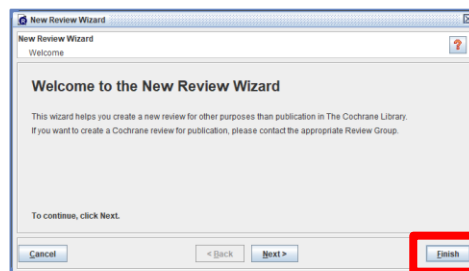 New Review Wizard
New Review Wizard
Welcome
?
Welcome to the New Review Wizard
This wizard helps you create a new review for other purposes than publication in The Cochrane Library.
If you want to create a Cochrane review for publication, please contact the appropriate Review Group.
To continue, click Next.
Cancel
< Back
Next >
Finish